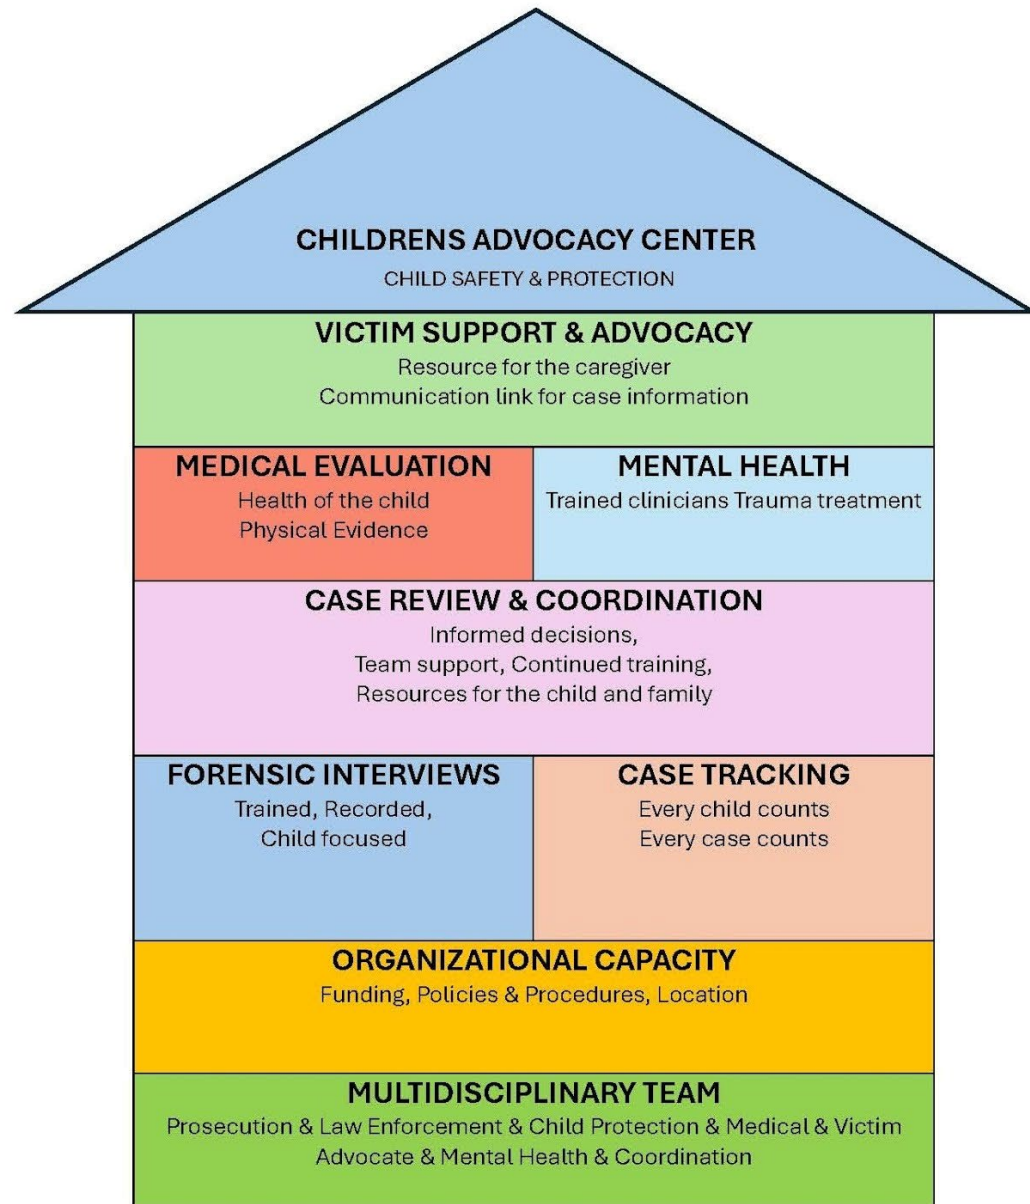 CHILDRENS ADVOCACY CENTER
CHILD SAFETY & PROTECTION
VICTIM SUPPORT & ADVOCACY
Resource for the caregiver
Communication link for case information
MEDICAL EVALUATION
Health of the child
Physical Evidence
MENTAL HEALTH
Trained clinicians Trauma treatment
CASE REVIEW & COORDINATION
Informed decisions,
Team support, Continued training,
Resources for the child and family
FORENSIC INTERVIEWS
Trained, Recorded,
Child focused
CASE TRACKING
Every child counts
Every case counts
ORGANIZATIONAL CAPACITY
Funding, Policies & Procedures, Location
MULTIDISCIPLINARY TEAM
Prosecution & Law Enforcement & Child Protection & Medical & Victim
Advocate & Mental Health & Coordination